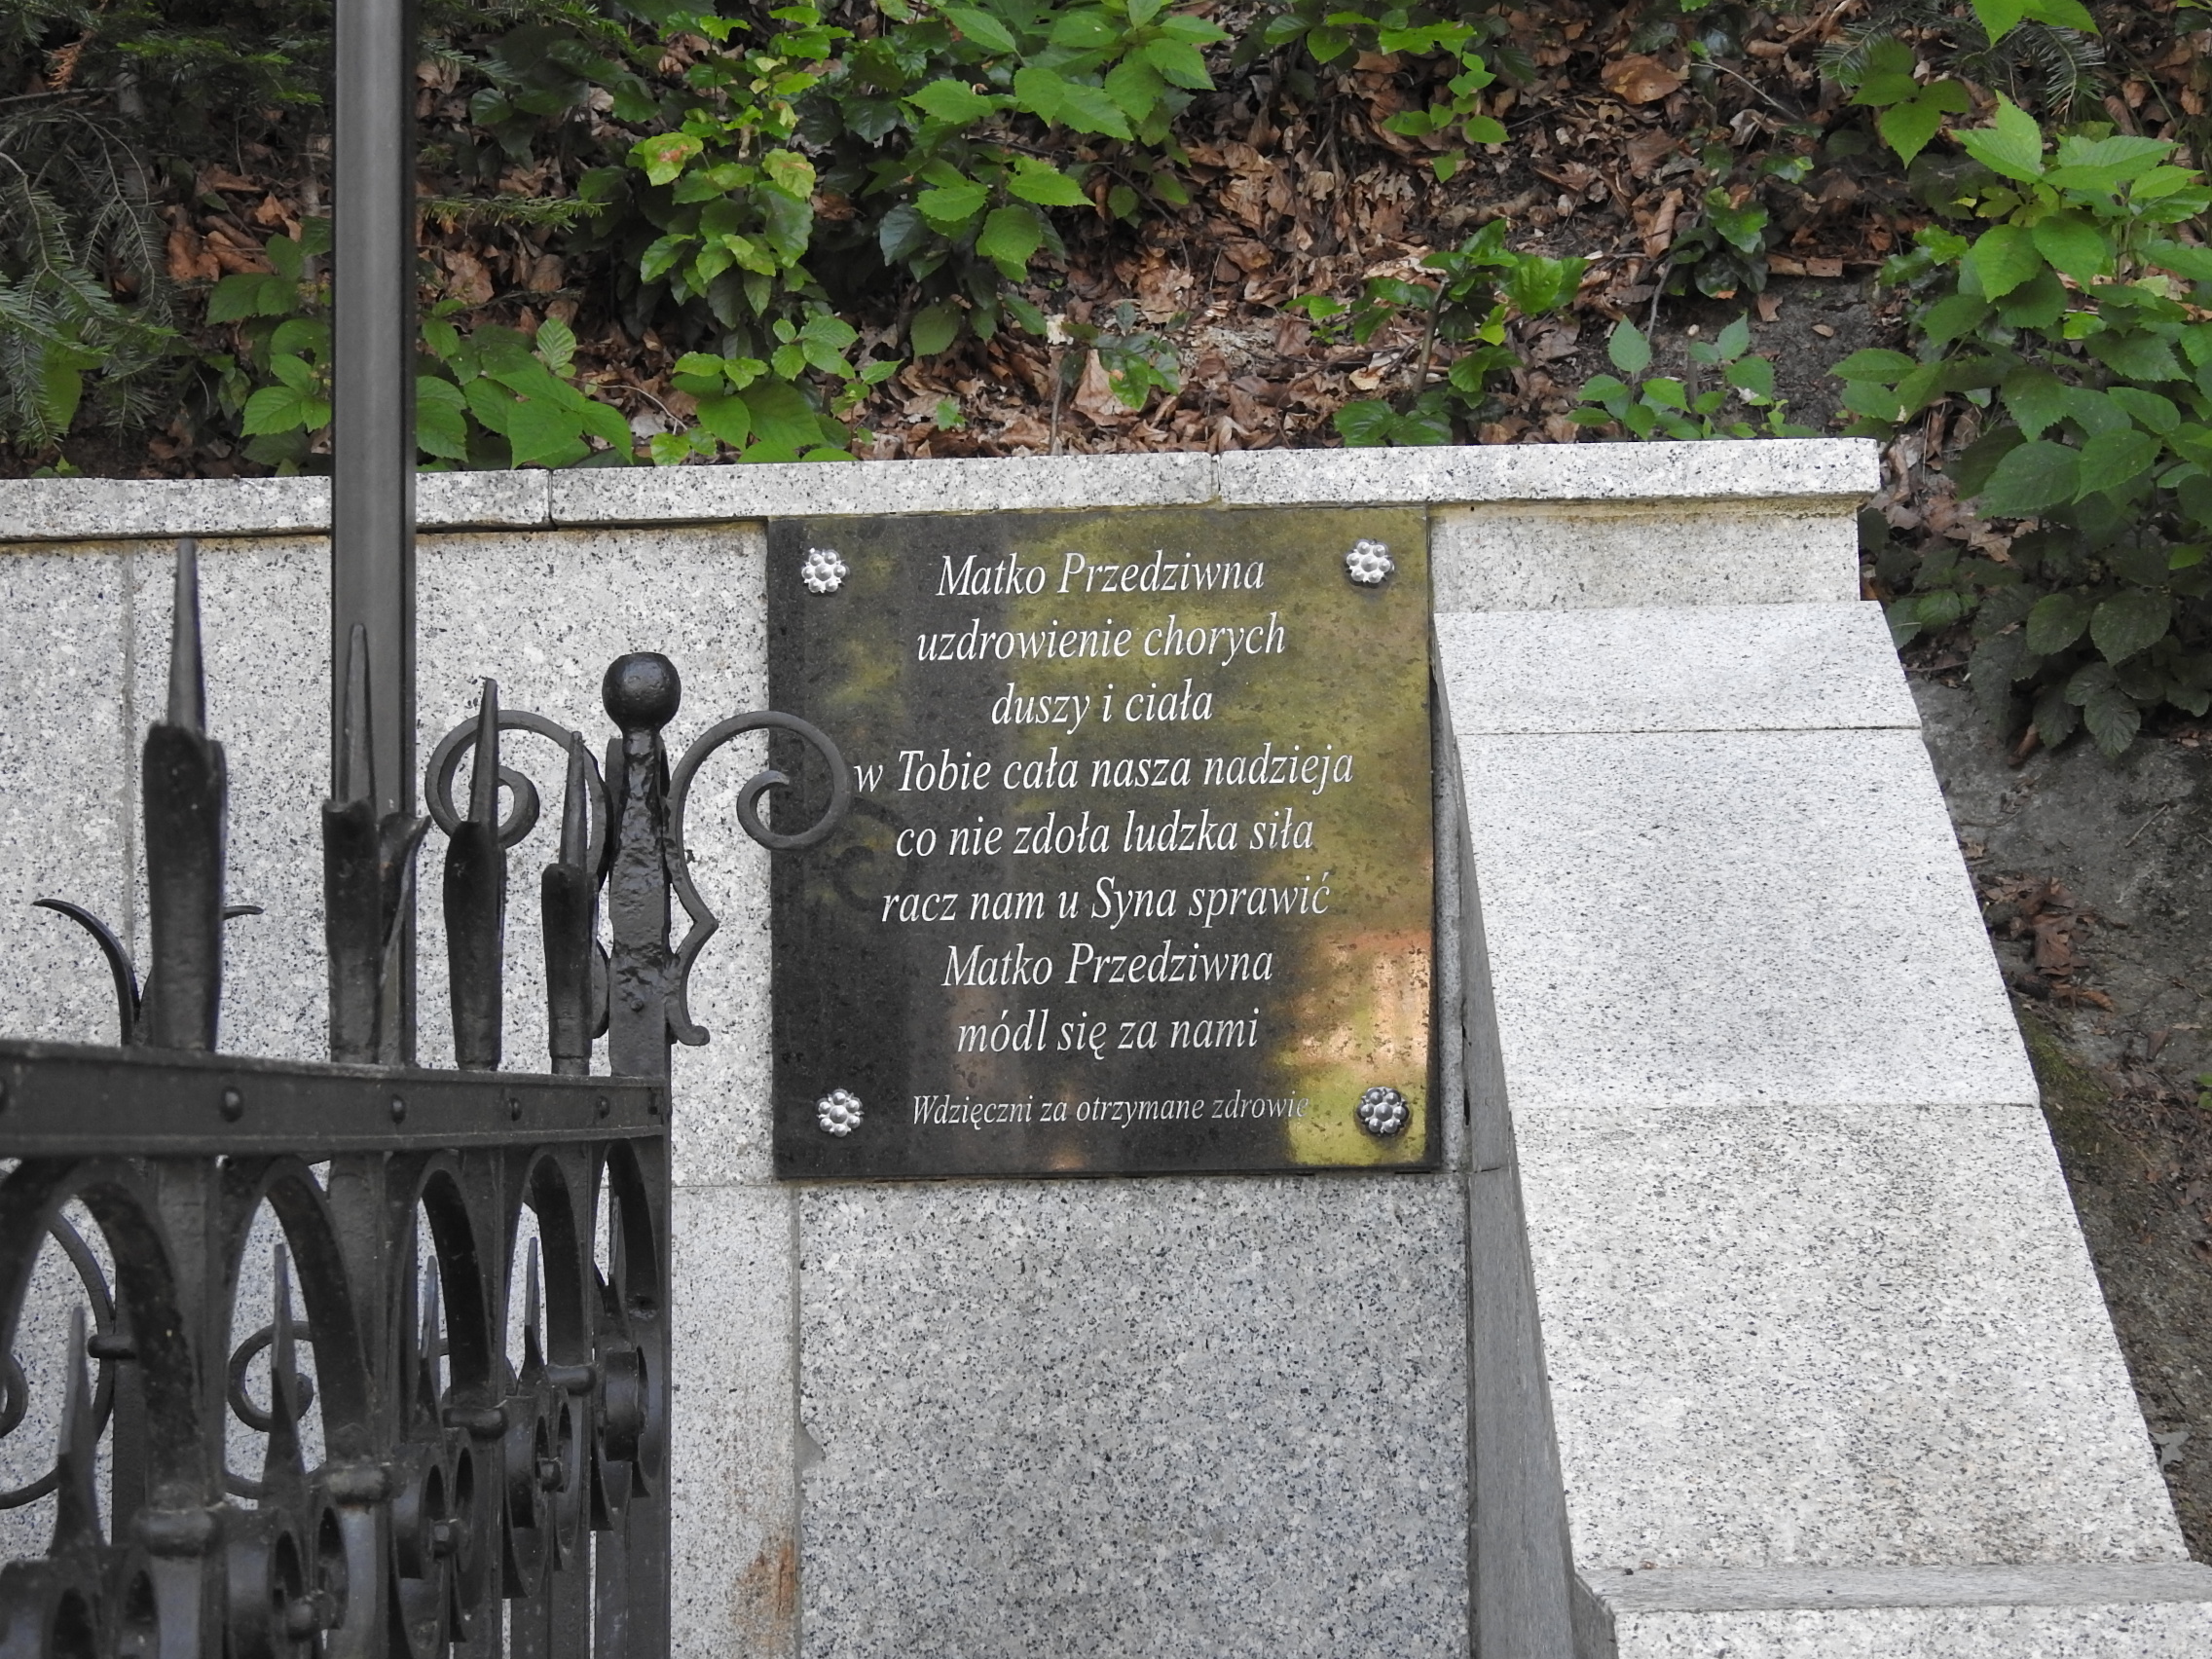 Matko Przedziwna
uzdrowienie chorych
duszy i ciała
w Tobie cała nasza nadzieja
co nie zdoła ludzka siła
racz nam u Syna sprawić
Matko Przedziwna
módl się za nami
Wdzięczni za otrzymane zdrowie